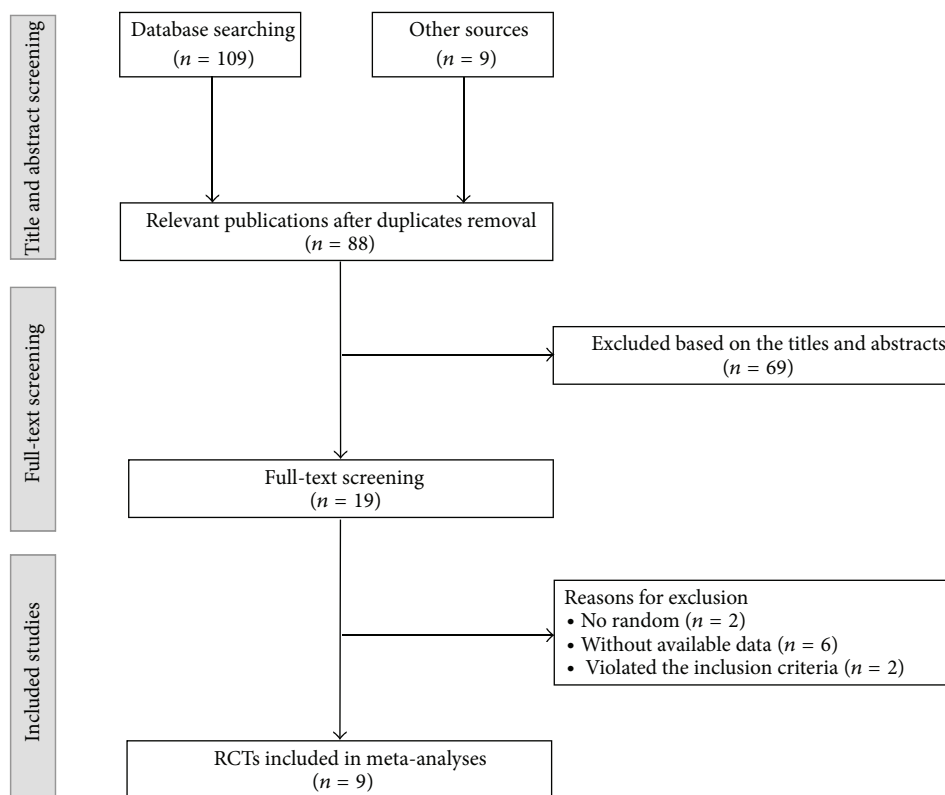 Title and abstract screening
Database searching
(n = 109)
Other sources
(n = 9)
Relevant publications after duplicates removal
(n = 88)
Full-text screening
Excluded based on the titles and abstracts
(n = 69)
Full-text screening
(n = 19)
Included studies
Reasons for exclusion
• No random (n = 2)
• Without available data (n = 6)
• Violated the inclusion criteria (n = 2)
RCTs included in meta-analyses
(n = 9)